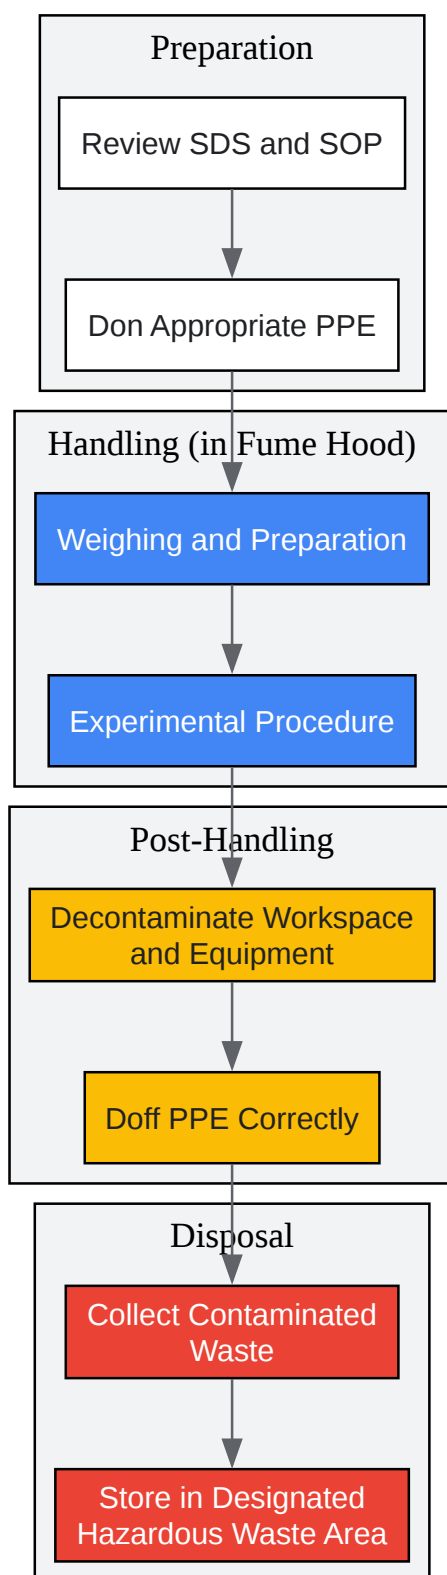 Preparation
Review SDS and SOP
Don Appropriate PPE
Handling (in Fume Hood)
Weighing and Preparation
Experimental Procedure
Post-Handling
Decontaminate Workspace
and Equipment
Doff PPE Correctly
Disposal
Collect Contaminated
Waste
Store in Designated
Hazardous Waste Area